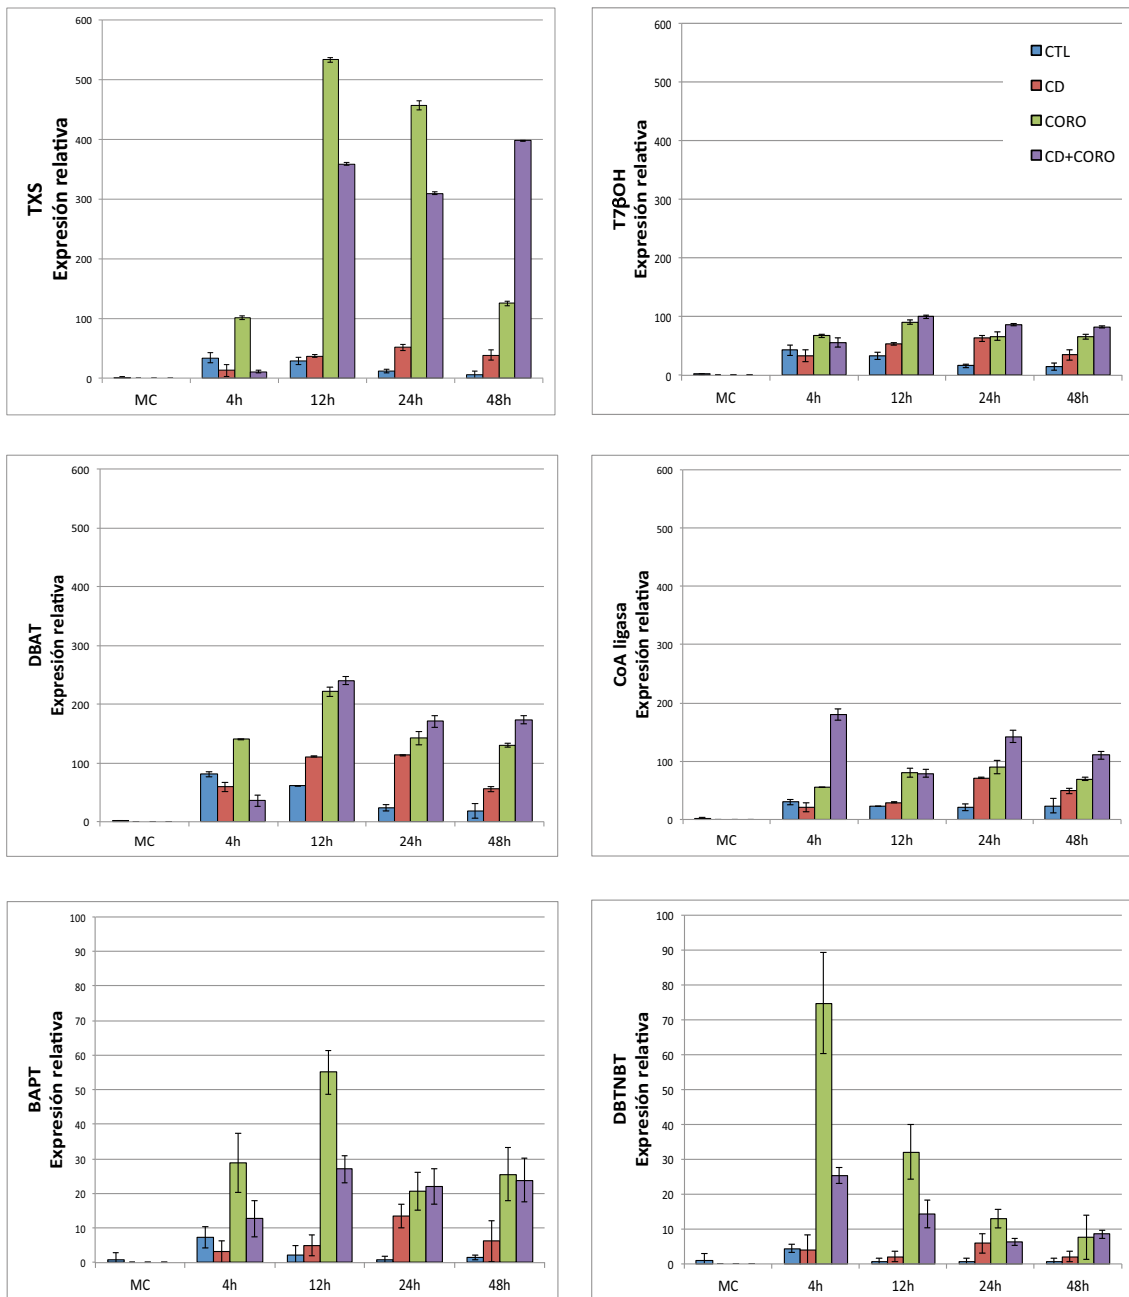 600
500
400
300
200
100
0
TXS
Expresión relativa
MC 4h 12h 24h 48h
600
500
400
300
200
100
0
T7βOH
Expresión relativa
MC 4h 12h 24h 48h
CTL
CD
CORO
CD+CORO
600
500
400
300
200
100
0
DBAT
Expresión relativa
MC 4h 12h 24h 48h
600
500
400
300
200
100
0
CoA ligasa
Expresión relativa
MC 4h 12h 24h 48h
100
90
80
70
60
50
40
30
20
10
0
BAPT
Expresión relativa
MC 4h 12h 24h 48h
100
90
80
70
60
50
40
30
20
10
0
DBTNBT
Expresión relativa
MC 4h 12h 24h 48h